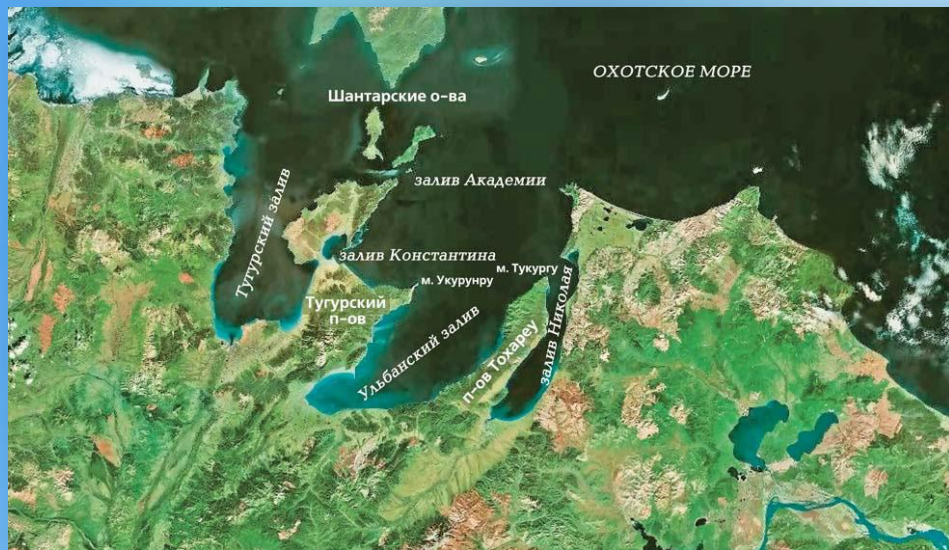 ОХОТСКОЕ МОРЕ
Шантарские о-ва
залив Академии
Тугурский залив
залив Константина
м. Тукургу
м. Укурунру
Тугурский
п-ов
Ульбанский залив
п-ов Тохареу
залив Николая